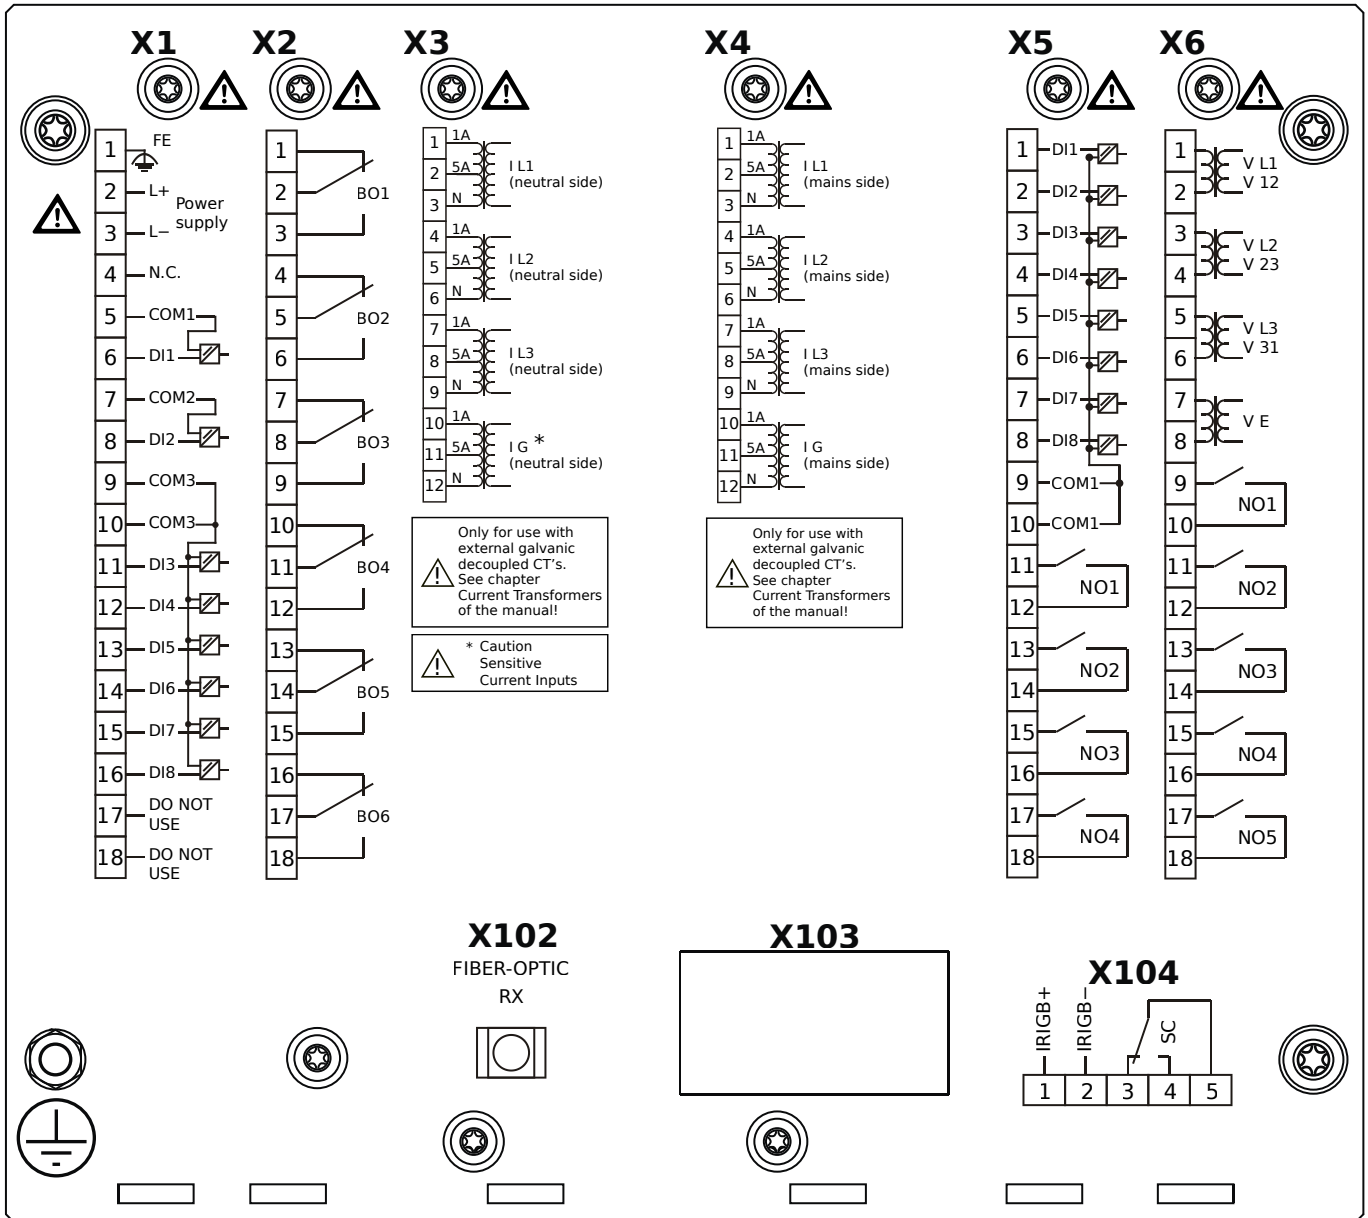 X1
X2
X3
X4
X5
X6
1 FE
2 L+
Power
supply
3 L−
4 N.C.
5 COM1
6 DI1
7 COM2
8 DI2
9 COM3
10 COM3
11 DI3
12 DI4
13 DI5
14 DI6
15 DI7
16 DI8
17 DO NOT
USE
18 DO NOT
USE
1
2 BO1
3
4
5 BO2
6
7
8 BO3
9
10
11 BO4
12
13
14 BO5
15
16
17 BO6
18
1 1A
2 5A I L1
(neutral side)
3 N
4 1A
5 5A I L2
(neutral side)
6 N
7 1A
8 5A I L3
(neutral side)
9 N
10 1A
11 5A I G *
(neutral side)
12 N
Only for use with
external galvanic
decoupled CT's.
See chapter
Current Transformers
of the manual!
* Caution
Sensitive
Current Inputs
1 1A
2 5A I L1
(mains side)
3 N
4 1A
5 5A I L2
(mains side)
6 N
7 1A
8 5A I L3
(mains side)
9 N
10 1A
11 5A I G
(mains side)
12 N
Only for use with
external galvanic
decoupled CT's.
See chapter
Current Transformers
of the manual!
1 DI1
2 DI2
3 DI3
4 DI4
5 DI5
6 DI6
7 DI7
8 DI8
9 COM1
10 COM1
11
NO1
12
13
NO2
14
15
NO3
16
17
NO4
18
1 V L1
2 V 12
3 V L2
4 V 23
5 V L3
6 V 31
7
V E
8
9
NO1
10
11
NO2
12
13
NO3
14
15
NO4
16
17
NO5
18
X102
FIBER-OPTIC
RX
X103
X104
IRIGB+
IRIGB−
SC
1 2 3 4 5